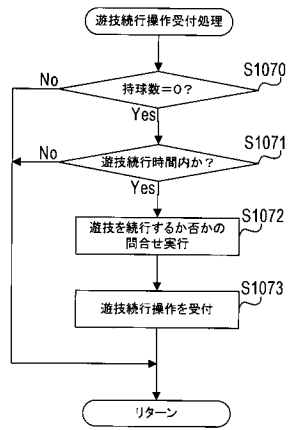 遊技続行操作受付処理
S1070
No
持球数=0?
Yes
S1071
No
遊技続行時間内か?
Yes
S1072
遊技を続行するか否かの
問合せ実行
S1073
遊技続行操作を受付
リターン